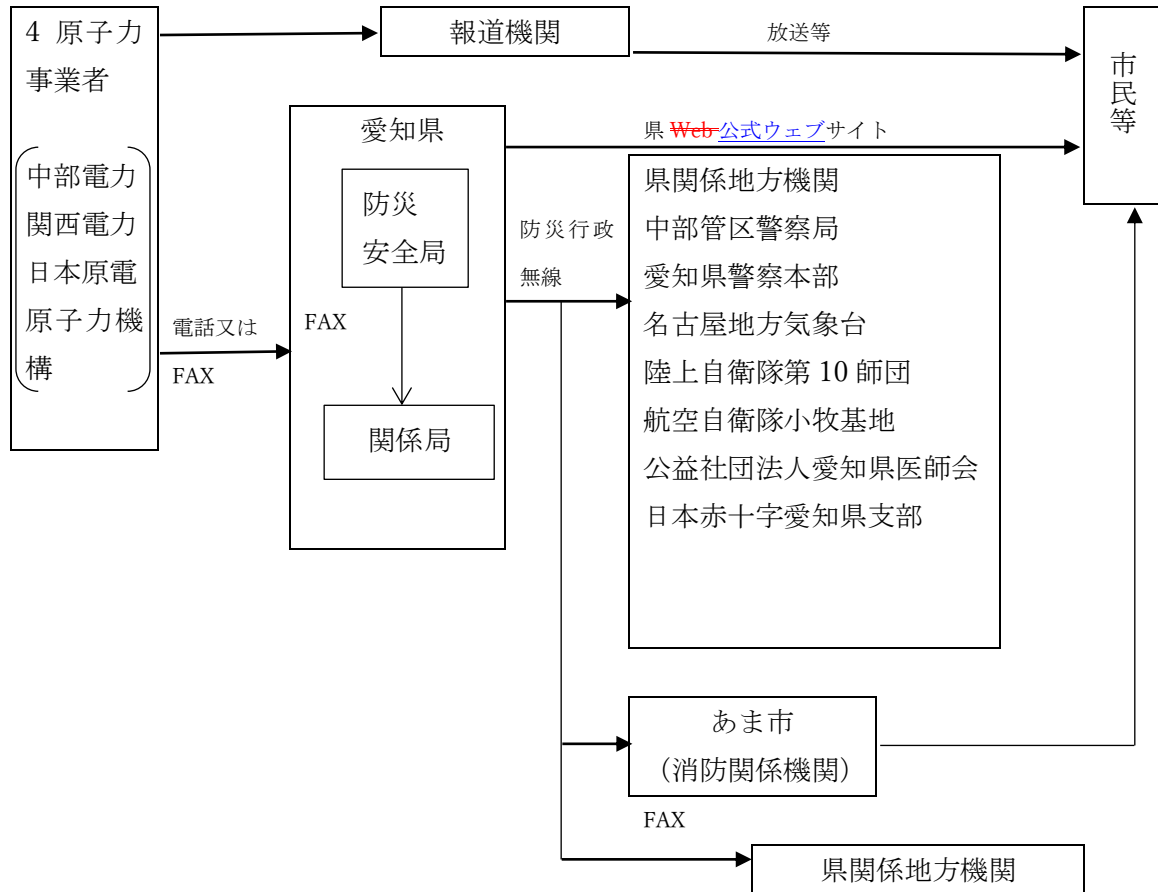 4 原子力
事業者
中部電力
関西電力
日本原電
原子力機
構
電話又は
FAX
報道機関
放送等
市民等
愛知県
防災
安全局
FAX
関係局
県 Web 公式ウェブサイト
防災行政
無線
県関係地方機関
中部管区警察局
愛知県警察本部
名古屋地方気象台
陸上自衛隊第 10 師団
航空自衛隊小牧基地
公益社団法人愛知県医師会
日本赤十字愛知県支部
あま市
（消防関係機関）
FAX
県関係地方機関